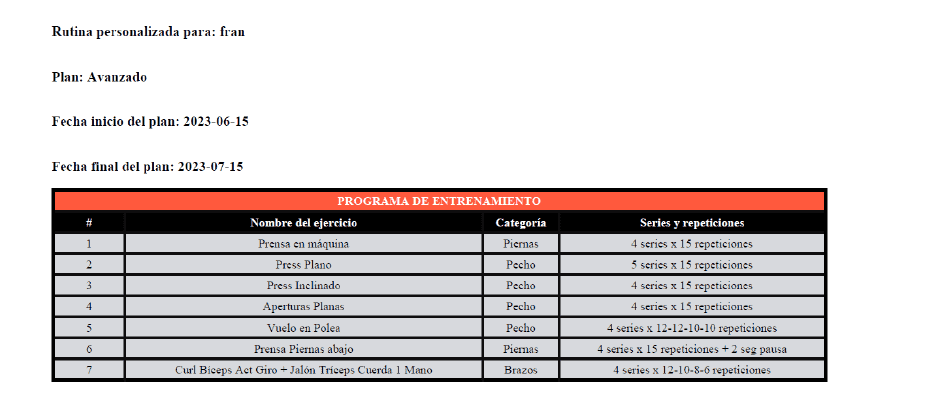 Rutina personalizada para: fran
Plan: Avanzado
Fecha inicio del plan: 2023-06-15
Fecha final del plan: 2023-07-15
PROGRAMA DE ENTRENAMIENTO
# Nombre del ejercicio Categoría Series y repeticiones
1 Prensa en máquina Piernas 4 series x 15 repeticiones
2 Press Plano Pecho 5 series x 15 repeticiones
3 Press Inclinado Pecho 4 series x 15 repeticiones
4 Aperturas Planas Pecho 4 series x 15 repeticiones
5 Vuelo en Polea Pecho 4 series x 12-12-10-10 repeticiones
6 Prensa Piernas abajo Piernas 4 series x 15 repeticiones + 2 seg pausa
7 Curl Bíceps Act Giro + Jalón Tríceps Cuerda 1 Mano Brazos 4 series x 12-10-8-6 repeticiones